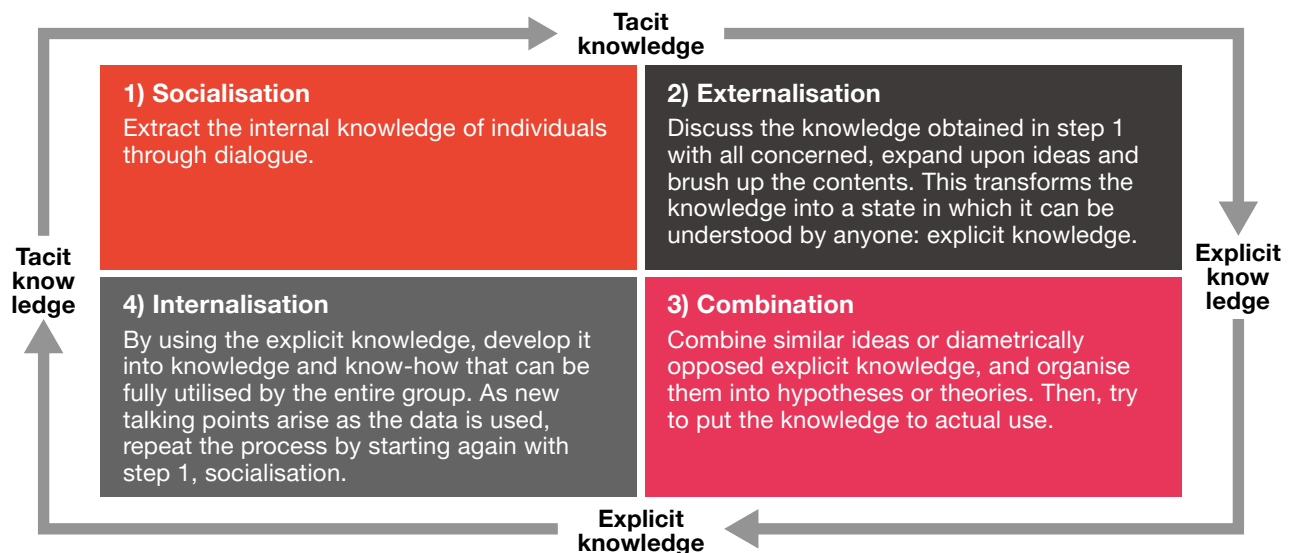 Tacit
knowledge
1) Socialisation
Extract the internal knowledge of individuals
through dialogue.
2) Externalisation
Discuss the knowledge obtained in step 1
with all concerned, expand upon ideas and
brush up the contents. This transforms the
knowledge into a state in which it can be
understood by anyone: explicit knowledge.
Tacit
know
ledge
Explicit
know
ledge
4) Internalisation
By using the explicit knowledge, develop it
into knowledge and know-how that can be
fully utilised by the entire group. As new
talking points arise as the data is used,
repeat the process by starting again with
step 1, socialisation.
3) Combination
Combine similar ideas or diametrically
opposed explicit knowledge, and organise
them into hypotheses or theories. Then, try
to put the knowledge to actual use.
Explicit
knowledge